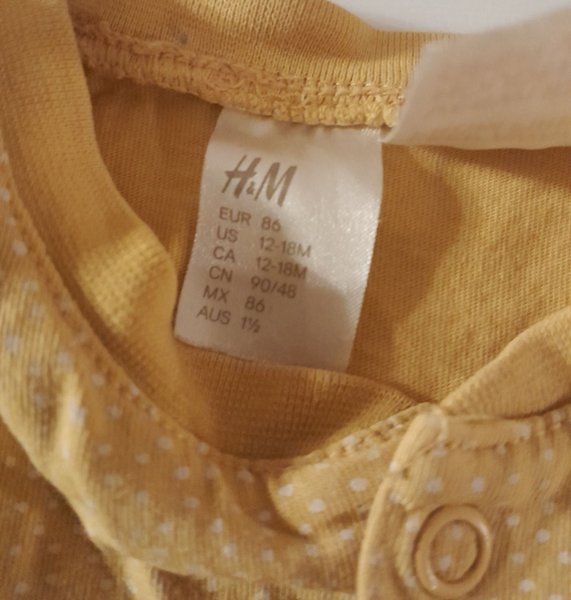 H&M
EUR 86
US 12-18M
CA 12-18M
CN 90/48
MX 86
AUS 1½